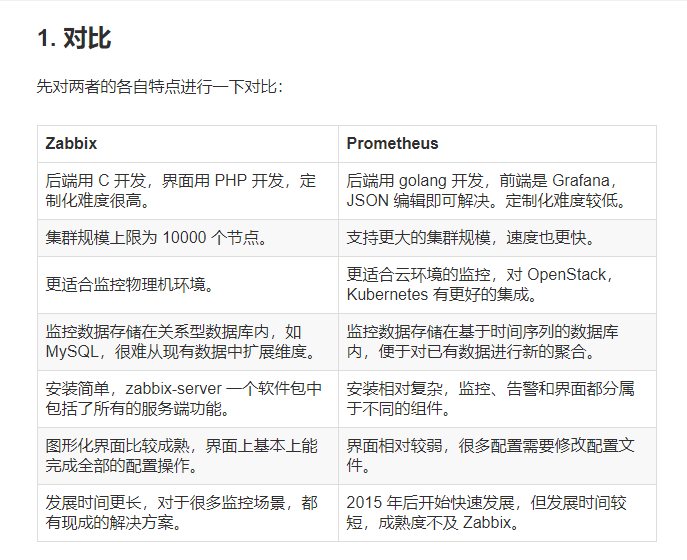 1. 对比
先对两者的各自特点进行一下对比：
Zabbix
Prometheus
后端用 C 开发，界面用 PHP 开发，定
制化难度很高。
后端用 golang 开发，前端是 Grafana，
JSON 编辑即可解决。定制化难度较低。
集群规模上限为 10000 个节点。
支持更大的集群规模，速度也更快。
更适合监控物理机环境。
更适合云环境的监控，对 OpenStack，
Kubernetes 有更好的集成。
监控数据存储在关系型数据库内，如
MySQL，很难从现有数据中扩展维度。
监控数据存储在基于时间序列的数据库
内，便于对已有数据进行新的聚合。
安装简单，zabbix-server 一个软件包中
包括了所有的服务端功能。
安装相对复杂，监控、告警和界面都分属
于不同的组件。
图形化界面比较成熟，界面上基本上能
完成全部的配置操作。
界面相对较弱，很多配置需要修改配置文
件。
发展时间更长，对于很多监控场景，都
有现成的解决方案。
2015 年后开始快速发展，但发展时间较
短，成熟度不及 Zabbix。